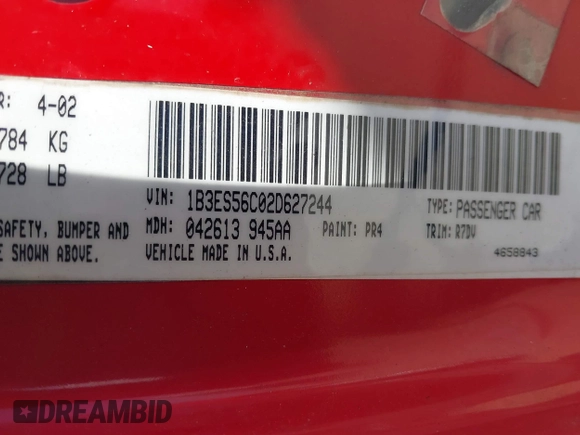 R: 4-02
784 KG
728 LB
VIN: 1B3ES56C02D627244
TYPE: PASSENGER CAR
SAFETY, BUMPER AND
MDH: 042613 945AA
PAINT: PR4
TRIM: R7DV
E SHOWN ABOVE.
VEHICLE MADE IN U.S.A.
4658843
DREAMBID